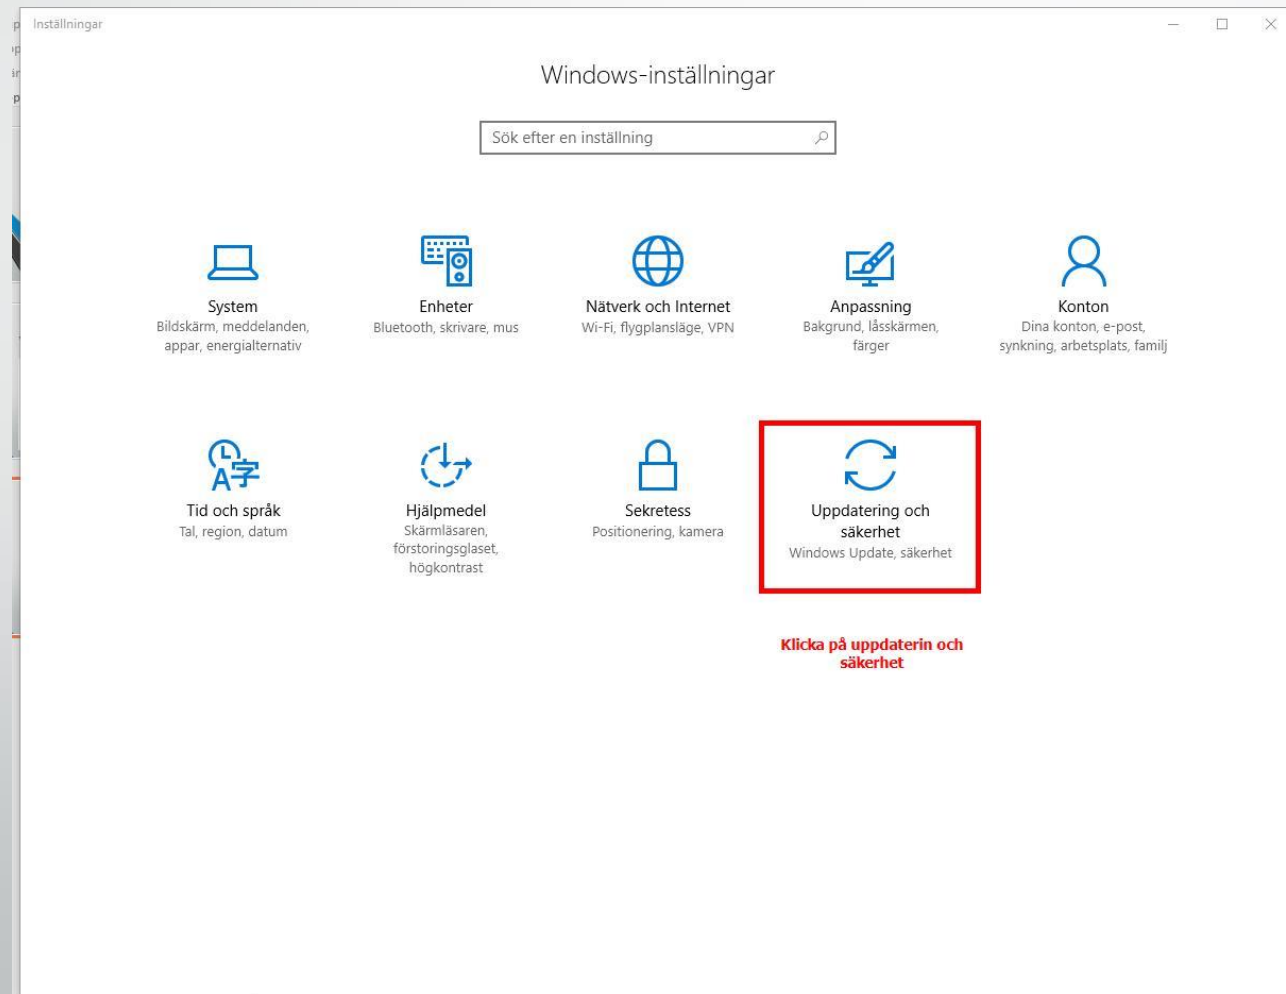 Inställningar
Windows-inställningar
Sök efter en inställning
System
Bildskärm, meddelanden,
appar, energialternativ
Enheter
Bluetooth, skrivare, mus
Nätverk och Internet
Wi-Fi, flygplansläge, VPN
Anpassning
Bakgrund, låsskärmen,
färger
Konton
Dina konton, e-post,
synkning, arbetsplats, familj
Tid och språk
Tal, region, datum
Hjälpmedel
Skärmläsaren,
förstoringsglaset,
högkontrast
Sekretess
Positionering, kamera
Uppdatering och
säkerhet
Windows Update, säkerhet
Klicka på uppdaterin och
säkerhet